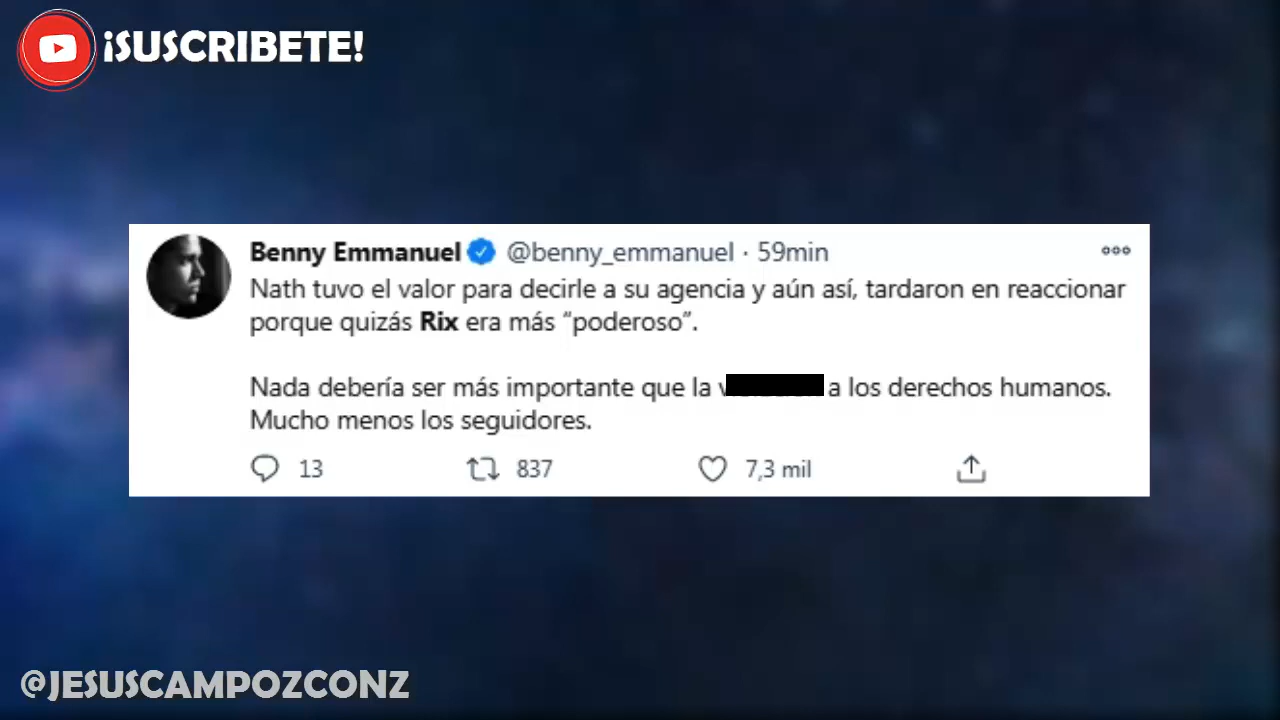 ¡SUSCRIBETE!
Benny Emmanuel @benny_emmanuel · 59min
Nath tuvo el valor para decirle a su agencia y aún así, tardaron en reaccionar
porque quizás Rix era más “poderoso”.
Nada debería ser más importante que la a los derechos humanos.
Mucho menos los seguidores.
13 837 7,3 mil
@JESUSCAMPOZCONZ